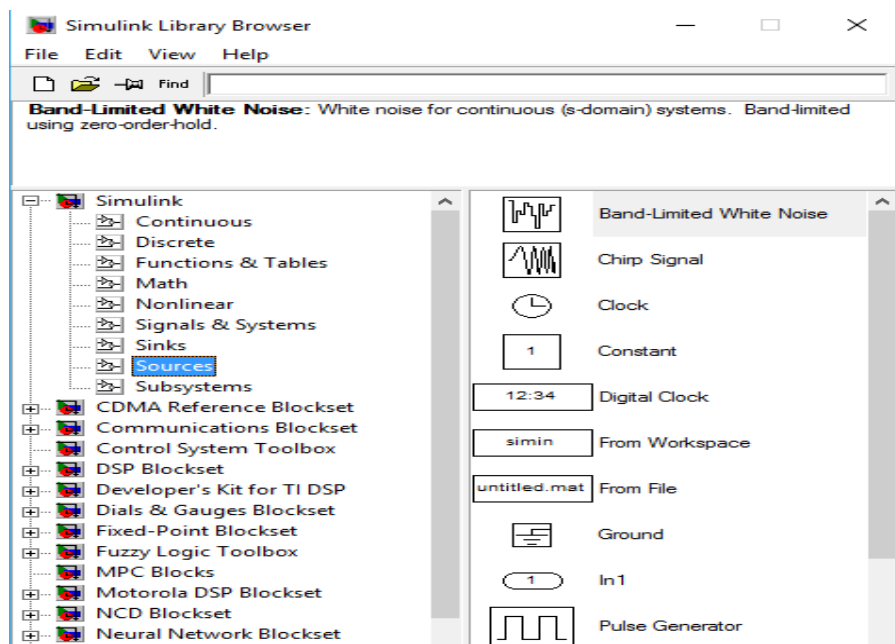 Simulink Library Browser
File Edit View Help
Find
Band-Limited White Noise: White noise for continuous (s-domain) systems. Band-limited
using zero-order-hold.
Simulink
Continuous
Discrete
Functions & Tables
Math
Nonlinear
Signals & Systems
Sinks
Sources
Subsystems
CDMA Reference Blockset
Communications Blockset
Control System Toolbox
DSP Blockset
Developer's Kit for TI DSP
Dials & Gauges Blockset
Fixed-Point Blockset
Fuzzy Logic Toolbox
MPC Blocks
Motorola DSP Blockset
NCD Blockset
Neural Network Blockset
Band-Limited White Noise
Chirp Signal
Clock
1 Constant
12:34 Digital Clock
simin From Workspace
untitled.mat From File
Ground
1 In1
Pulse Generator